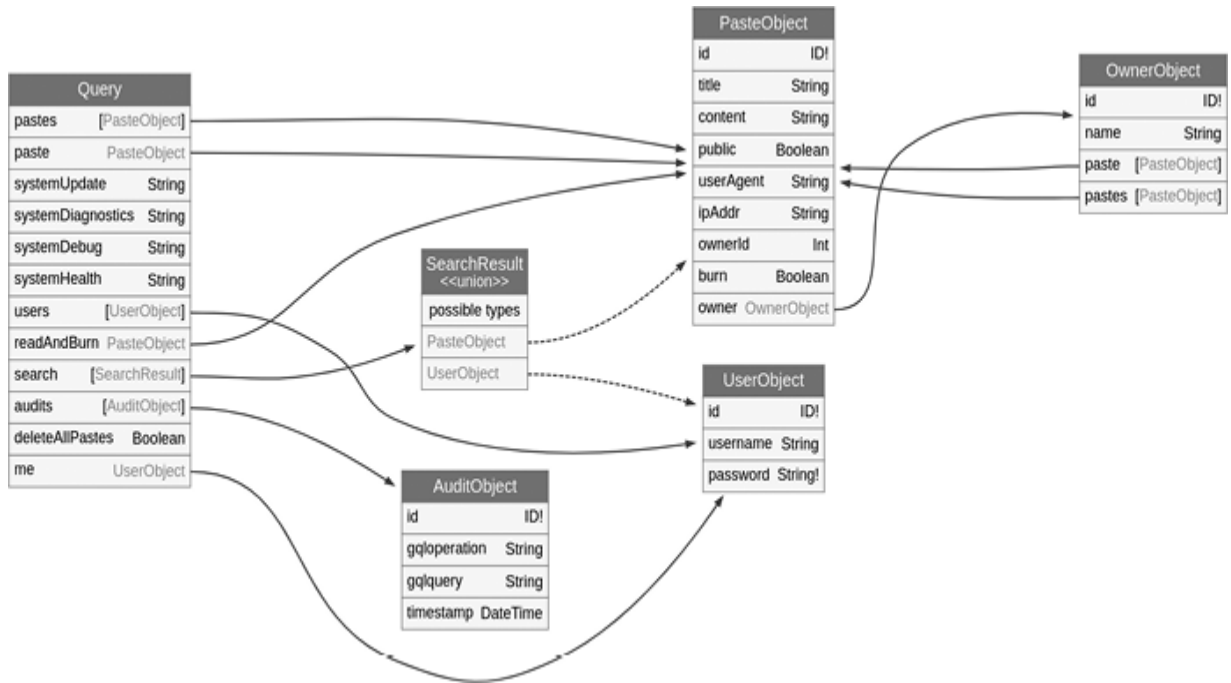 Query
pastes [PasteObject]
paste PasteObject
systemUpdate String
systemDiagnostics String
systemDebug String
systemHealth String
users [UserObject]
readAndBurn PasteObject
search [SearchResult]
audits [AuditObject]
deleteAllPastes Boolean
me UserObject
SearchResult
<<union>>
possible types
PasteObject
UserObject
AuditObject
id ID!
gqloperation String
gqlquery String
timestamp DateTime
PasteObject
id ID!
title String
content String
public Boolean
userAgent String
ipAddr String
ownerId Int
burn Boolean
owner OwnerObject
UserObject
id ID!
username String
password String!
OwnerObject
id ID!
name String
paste [PasteObject]
pastes [PasteObject]